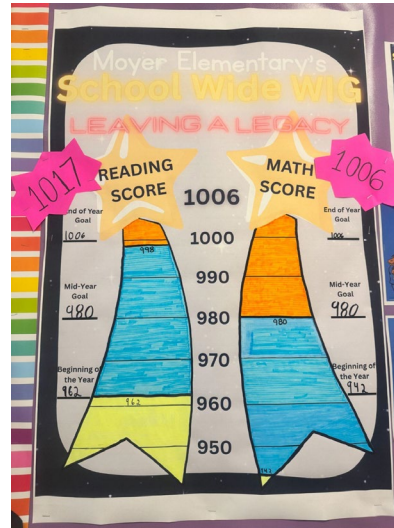 Moyer Elementary's
School Wide WIG
LEAVING A LEGACY
1017
READING
SCORE
MATH
SCORE
1006
1006
End of Year
Goal
1006
End of Year
Goal
1006
1000
998
990
Mid-Year
Goal
980
980
980
Mid-Year
Goal
980
970
Beginning of
the Year
962
962
960
Beginning of
the Year
942
950
942